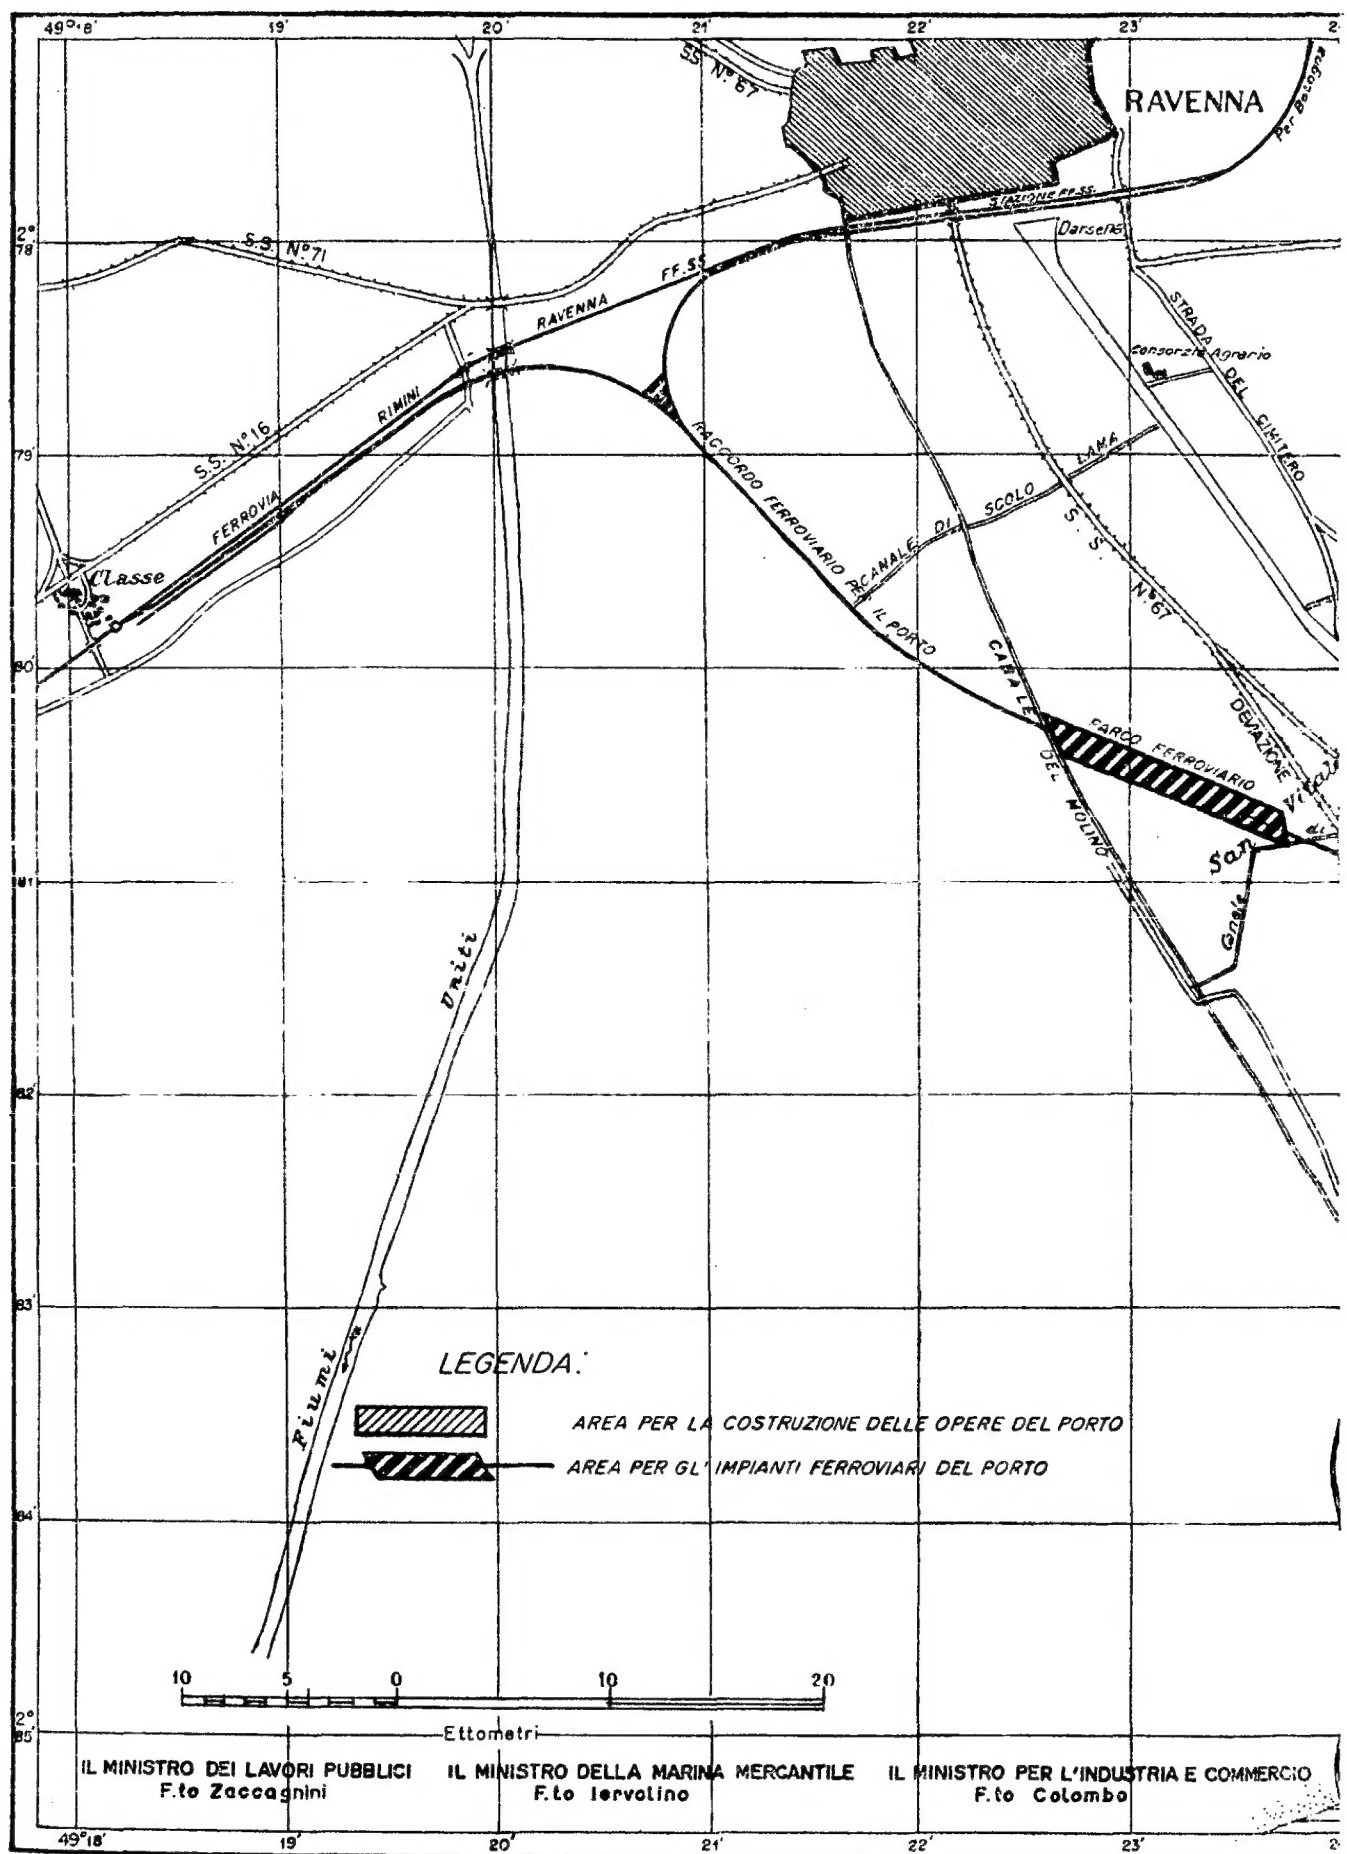 49°18' 19' 20' 21' 22' 23'
S.S. N° 67
RAVENNA
Per Bologna
STAZIONE FF.SS.
Darsena
2°
78'
S.S. N° 71
FF.SS.
RAVENNA
STRADA DEL CIMITERO
Consorzio Agrario
RIMINI
S.S. N° 16
79'
FERROVIA
RACCORDO FERROVIARIO PER IL PORTO
CANALE DI SCOLO LAMA
S.S. N° 67
Classe
80'
CANALE DEL MOLINO
DEVIAZIONE
PARCO FERROVIARIO
Canale di San Vitale
81'
Uniti
82'
83'
Fiumi
LEGENDA:
AREA PER LA COSTRUZIONE DELLE OPERE DEL PORTO
AREA PER GL' IMPIANTI FERROVIARI DEL PORTO
84'
10 5 0 10 20
Ettometri
2°
85'
IL MINISTRO DEI LAVORI PUBBLICI IL MINISTRO DELLA MARINA MERCANTILE IL MINISTRO PER L'INDUSTRIA E COMMERCIO
F.to Zaccagnini F.to Iervolino F.to Colombo
49°18' 19' 20' 21' 22' 23'